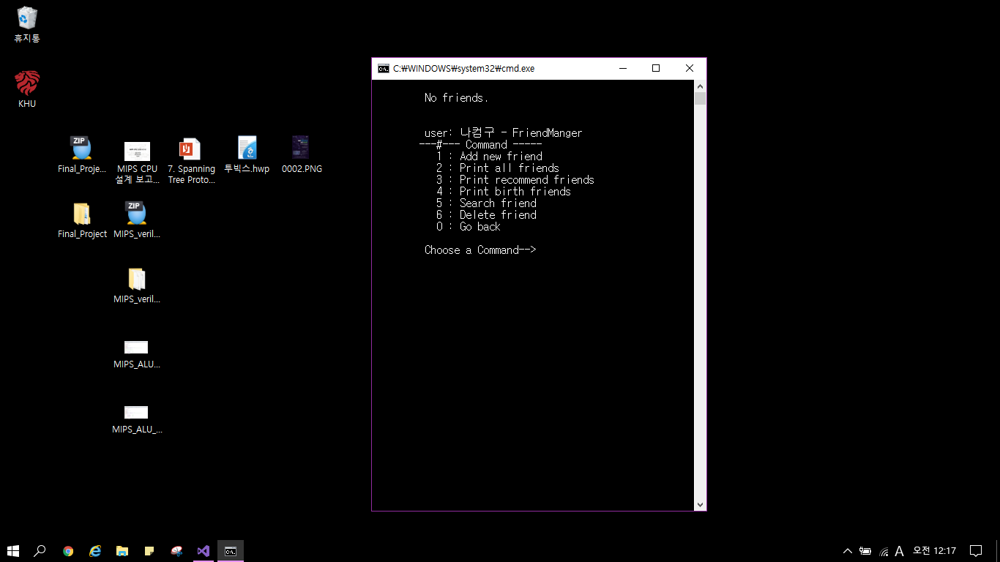 휴지통
KHU
ZIP
Final_Proje...
MIPS CPU
설계 보고...
7. Spanning
Tree Proto...
투빅스.hwp
0002.PNG
Final_Project
ZIP
MIPS_veril...
MIPS_veril...
MIPS_ALU...
MIPS_ALU_...
C:₩WINDOWS₩system32₩cmd.exe
No friends.
user: 나컴구 - FriendManger
---#--- Command -----
1 : Add new friend
2 : Print all friends
3 : Print recommend friends
4 : Print birth friends
5 : Search friend
6 : Delete friend
0 : Go back
Choose a Command-->
A
오전 12:17